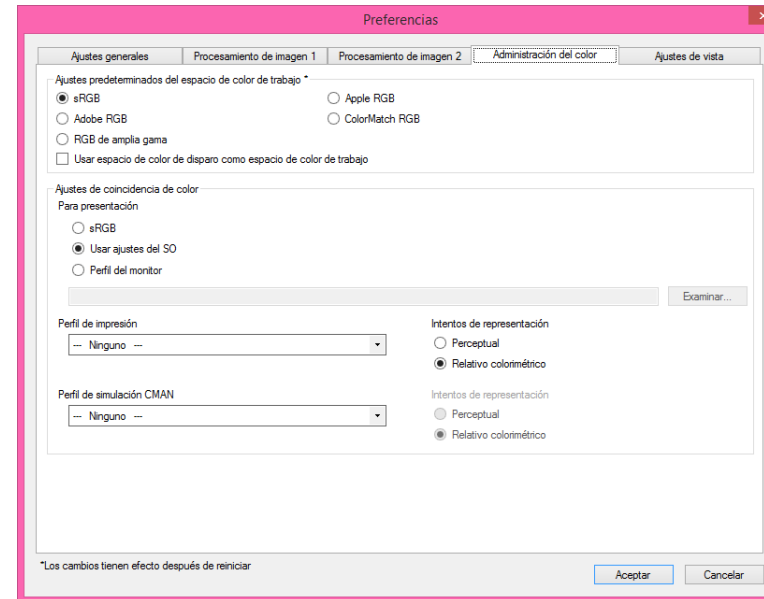 Preferencias
Ajustes generales
Procesamiento de imagen 1
Procesamiento de imagen 2
Administración del color
Ajustes de vista
Ajustes predeterminados del espacio de color de trabajo *
sRGB
Apple RGB
Adobe RGB
ColorMatch RGB
RGB de amplia gama
Usar espacio de color de disparo como espacio de color de trabajo
Ajustes de coincidencia de color
Para presentación
sRGB
Usar ajustes del SO
Perfil del monitor
Examinar...
Perfil de impresión
Intentos de representación
--- Ninguno ---
Perceptual
Relativo colorimétrico
Perfil de simulación CMAN
Intentos de representación
--- Ninguno ---
Perceptual
Relativo colorimétrico
*Los cambios tienen efecto después de reiniciar
Aceptar
Cancelar